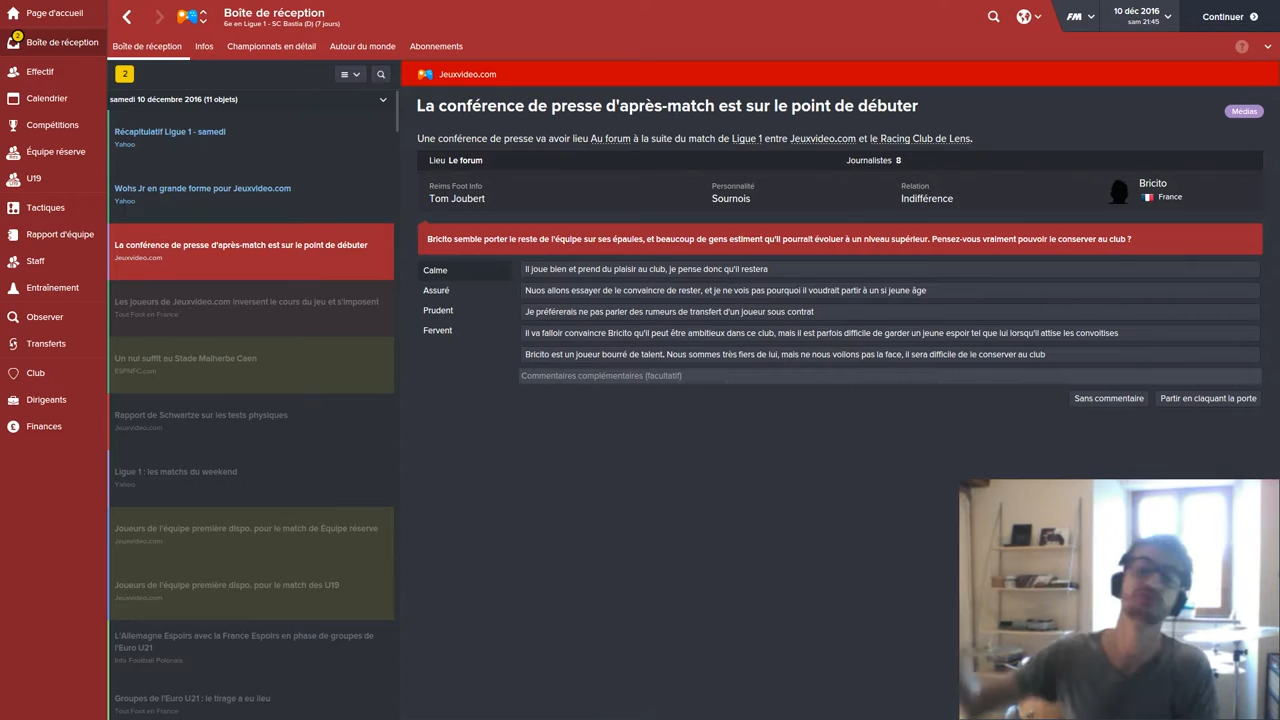 Page d'accueil
2
Boîte de réception
Effectif
Calendrier
Compétitions
Équipe réserve
U19
Tactiques
Rapport d'équipe
Staff
Entraînement
Observer
Transferts
Club
Dirigeants
Finances
Boîte de réception
6e en Ligue 1 - SC Bastia (D) (7 jours)
FM
10 déc 2016
sam 21:45
Continuer
Boîte de réception
Infos
Championnats en détail
Autour du monde
Abonnements
?
2
samedi 10 décembre 2016 (11 objets)
Récapitulatif Ligue 1 - samedi
Yahoo
Wohs Jr en grande forme pour Jeuxvideo.com
Yahoo
La conférence de presse d'après-match est sur le point de débuter
Jeuxvideo.com
Les joueurs de Jeuxvideo.com inversent le cours du jeu et s'imposent
Tout Foot en France
Un nul suffit au Stade Malherbe Caen
ESPNFC.com
Rapport de Schwartze sur les tests physiques
Jeuxvideo.com
Ligue 1 : les matchs du weekend
Yahoo
Joueurs de l'équipe première dispo. pour le match de Équipe réserve
Jeuxvideo.com
Joueurs de l'équipe première dispo. pour le match des U19
Jeuxvideo.com
L'Allemagne Espoirs avec la France Espoirs en phase de groupes de
l'Euro U21
Info Football Polonais
Groupes de l'Euro U21 : le tirage a eu lieu
Tout Foot en France
Jeuxvideo.com
La conférence de presse d'après-match est sur le point de débuter
Médias
Une conférence de presse va avoir lieu Au forum à la suite du match de Ligue 1 entre Jeuxvideo.com et le Racing Club de Lens.
Lieu Le forum
Journalistes 8
Reims Foot Info
Tom Joubert
Personnalité
Sournois
Relation
Indifférence
Bricito
France
Bricito semble porter le reste de l'équipe sur ses épaules, et beaucoup de gens estiment qu'il pourrait évoluer à un niveau supérieur. Pensez-vous vraiment pouvoir le conserver au club ?
Calme
Assuré
Prudent
Fervent
Il joue bien et prend du plaisir au club, je pense donc qu'il restera
Nuos allons essayer de le convaincre de rester, et je ne vois pas pourquoi il voudrait partir à un si jeune âge
Je préférerais ne pas parler des rumeurs de transfert d'un joueur sous contrat
Il va falloir convaincre Bricito qu'il peut être ambitieux dans ce club, mais il est parfois difficile de garder un jeune espoir tel que lui lorsqu'il attise les convoitises
Bricito est un joueur bourré de talent. Nous sommes très fiers de lui, mais ne nous voilons pas la face, il sera difficile de le conserver au club
Commentaires complémentaires (facultatif)
Sans commentaire
Partir en claquant la porte